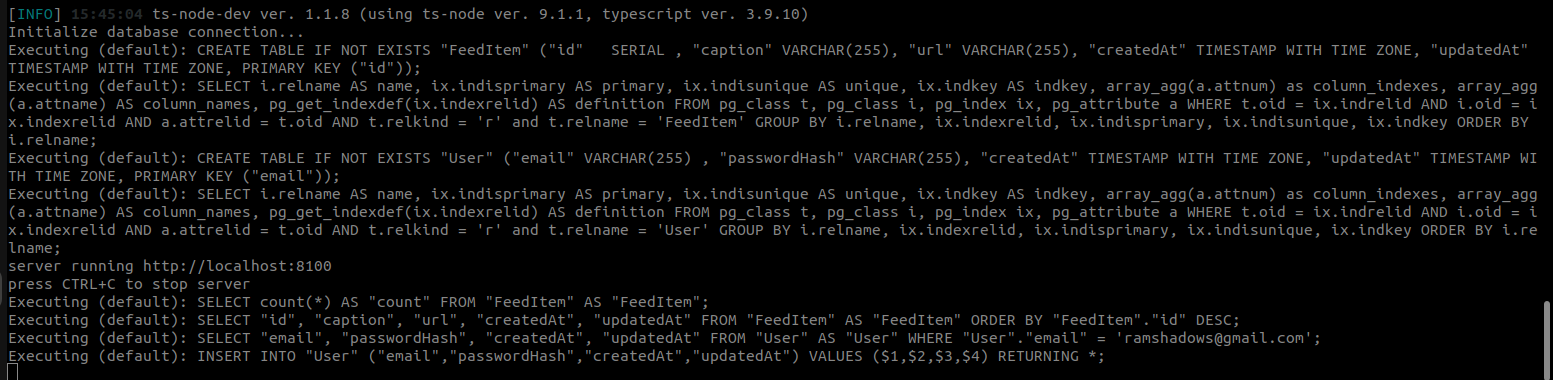 [INFO] 15:45:04 ts-node-dev ver. 1.1.8 (using ts-node ver. 9.1.1, typescript ver. 3.9.10)
Initialize database connection...
Executing (default): CREATE TABLE IF NOT EXISTS "FeedItem" ("id"   SERIAL , "caption" VARCHAR(255), "url" VARCHAR(255), "createdAt" TIMESTAMP WITH TIME ZONE, "updatedAt"
TIMESTAMP WITH TIME ZONE, PRIMARY KEY ("id"));
Executing (default): SELECT i.relname AS name, ix.indisprimary AS primary, ix.indisunique AS unique, ix.indkey AS indkey, array_agg(a.attnum) as column_indexes, array_agg
(a.attname) AS column_names, pg_get_indexdef(ix.indexrelid) AS definition FROM pg_class t, pg_class i, pg_index ix, pg_attribute a WHERE t.oid = ix.indrelid AND i.oid = i
x.indexrelid AND a.attrelid = t.oid AND t.relkind = 'r' and t.relname = 'FeedItem' GROUP BY i.relname, ix.indexrelid, ix.indisprimary, ix.indisunique, ix.indkey ORDER BY
i.relname;
Executing (default): CREATE TABLE IF NOT EXISTS "User" ("email" VARCHAR(255) , "passwordHash" VARCHAR(255), "createdAt" TIMESTAMP WITH TIME ZONE, "updatedAt" TIMESTAMP WI
TH TIME ZONE, PRIMARY KEY ("email"));
Executing (default): SELECT i.relname AS name, ix.indisprimary AS primary, ix.indisunique AS unique, ix.indkey AS indkey, array_agg(a.attnum) as column_indexes, array_agg
(a.attname) AS column_names, pg_get_indexdef(ix.indexrelid) AS definition FROM pg_class t, pg_class i, pg_index ix, pg_attribute a WHERE t.oid = ix.indrelid AND i.oid = i
x.indexrelid AND a.attrelid = t.oid AND t.relkind = 'r' and t.relname = 'User' GROUP BY i.relname, ix.indexrelid, ix.indisprimary, ix.indisunique, ix.indkey ORDER BY i.re
lname;
server running http://localhost:8100
press CTRL+C to stop server
Executing (default): SELECT count(*) AS "count" FROM "FeedItem" AS "FeedItem";
Executing (default): SELECT "id", "caption", "url", "createdAt", "updatedAt" FROM "FeedItem" AS "FeedItem" ORDER BY "FeedItem"."id" DESC;
Executing (default): SELECT "email", "passwordHash", "createdAt", "updatedAt" FROM "User" AS "User" WHERE "User"."email" = 'ramshadows@gmail.com';
Executing (default): INSERT INTO "User" ("email","passwordHash","createdAt","updatedAt") VALUES ($1,$2,$3,$4) RETURNING *;